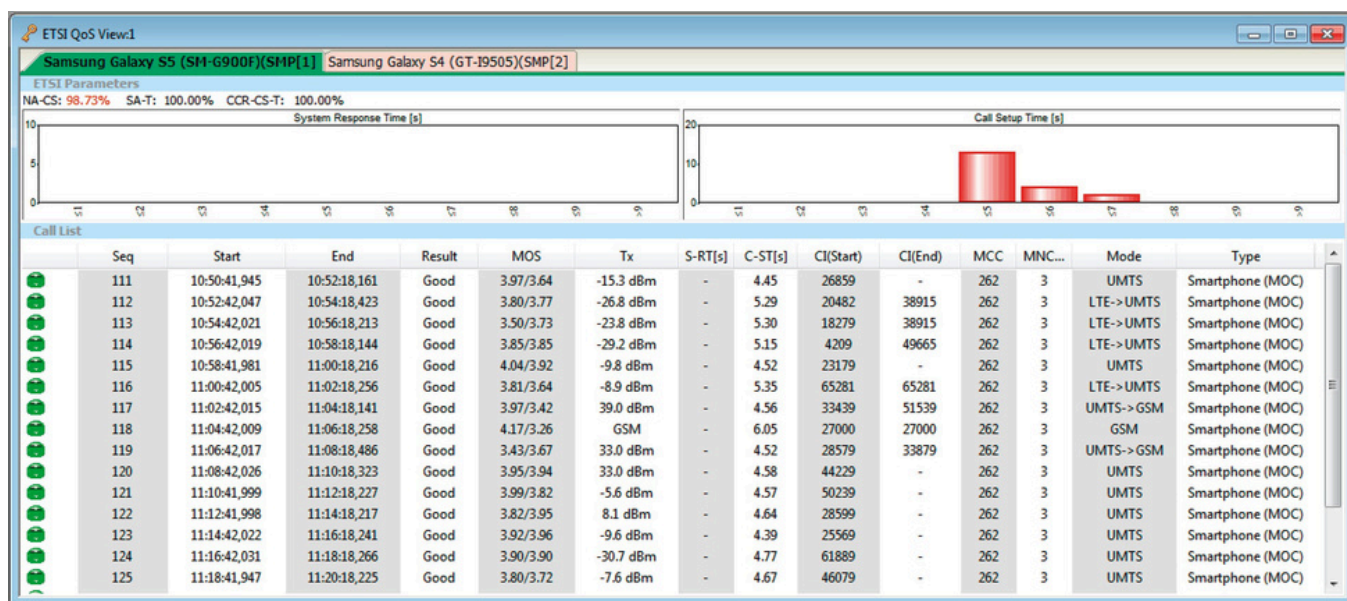 ETSI QoS View:1
Samsung Galaxy S5 (SM-G900F)(SMP[1] Samsung Galaxy S4 (GT-I9505)(SMP[2]
ETSI Parameters
NA-CS: 98.73% SA-T: 100.00% CCR-CS-T: 100.00%
System Response Time [s]
10
5
0
≤1 ≤2 ≤3 ≤4 ≤5 ≤6 ≤7 ≤8 ≤9 >9
Call Setup Time [s]
20
10
0
≤1 ≤2 ≤3 ≤4 ≤5 ≤6 ≤7 ≤8 ≤9 >9
Call List
Seq Start End Result MOS Tx S-RT[s] C-ST[s] CI(Start) CI(End) MCC MNC... Mode Type
111 10:50:41,945 10:52:18,161 Good 3.97/3.64 -15.3 dBm - 4.45 26859 - 262 3 UMTS Smartphone (MOC)
112 10:52:42,047 10:54:18,423 Good 3.80/3.77 -26.8 dBm - 5.29 20482 38915 262 3 LTE->UMTS Smartphone (MOC)
113 10:54:42,021 10:56:18,213 Good 3.50/3.73 -23.8 dBm - 5.30 18279 38915 262 3 LTE->UMTS Smartphone (MOC)
114 10:56:42,019 10:58:18,144 Good 3.85/3.85 -29.2 dBm - 5.15 4209 49665 262 3 LTE->UMTS Smartphone (MOC)
115 10:58:41,981 11:00:18,216 Good 4.04/3.92 -9.8 dBm - 4.52 23179 - 262 3 UMTS Smartphone (MOC)
116 11:00:42,005 11:02:18,256 Good 3.81/3.64 -8.9 dBm - 5.35 65281 65281 262 3 LTE->UMTS Smartphone (MOC)
117 11:02:42,015 11:04:18,141 Good 3.97/3.42 39.0 dBm - 4.56 33439 51539 262 3 UMTS->GSM Smartphone (MOC)
118 11:04:42,009 11:06:18,258 Good 4.17/3.26 GSM - 6.05 27000 27000 262 3 GSM Smartphone (MOC)
119 11:06:42,017 11:08:18,486 Good 3.43/3.67 33.0 dBm - 4.52 28579 33879 262 3 UMTS->GSM Smartphone (MOC)
120 11:08:42,026 11:10:18,323 Good 3.95/3.94 33.0 dBm - 4.58 44229 - 262 3 UMTS Smartphone (MOC)
121 11:10:41,999 11:12:18,227 Good 3.99/3.82 -5.6 dBm - 4.57 50239 - 262 3 UMTS Smartphone (MOC)
122 11:12:41,998 11:14:18,217 Good 3.82/3.95 8.1 dBm - 4.64 28599 - 262 3 UMTS Smartphone (MOC)
123 11:14:42,022 11:16:18,241 Good 3.92/3.96 -9.6 dBm - 4.39 25569 - 262 3 UMTS Smartphone (MOC)
124 11:16:42,031 11:18:18,266 Good 3.90/3.90 -30.7 dBm - 4.77 61889 - 262 3 UMTS Smartphone (MOC)
125 11:18:41,947 11:20:18,225 Good 3.80/3.72 -7.6 dBm - 4.67 46079 - 262 3 UMTS Smartphone (MOC)